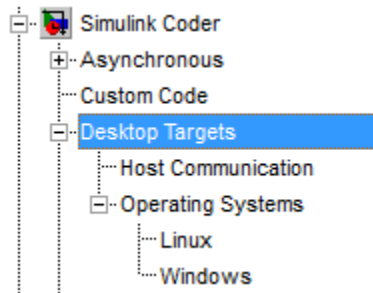 Simulink Coder
Asynchronous
Custom Code
Desktop Targets
Host Communication
Operating Systems
Linux
Windows